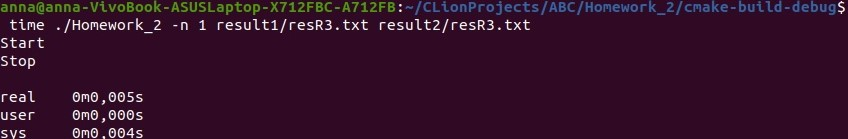 anna@anna-VivoBook-ASUSLaptop-X712FBC-A712FB:~/CLionProjects/ABC/Homework_2/cmake-build-debug$
time ./Homework_2 -n 1 result1/resR3.txt result2/resR3.txt
Start
Stop
real 0m0,005s
user 0m0,000s
sys 0m0,004s